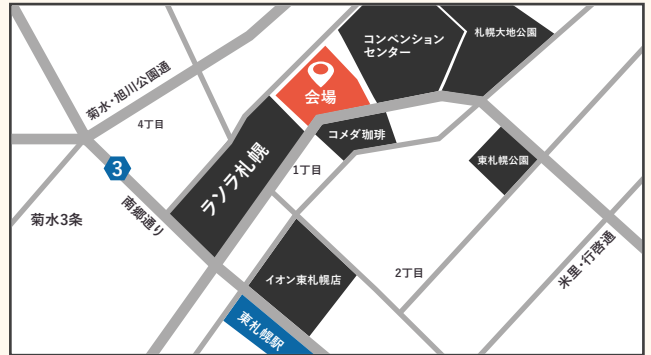 コンベンション
センター
札幌大地公園
会場
菊水・旭川公園通
4丁目
コメダ珈琲
3
ラソラ札幌
1丁目
東札幌公園
菊水3条
南郷通り
イオン東札幌店
2丁目
米里・行啓通
東札幌駅